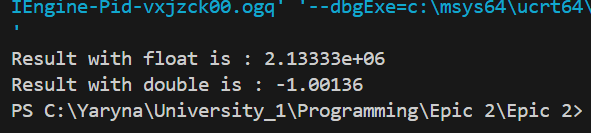 IEngine-Pid-vxjzck00.ogq' '--dbgExe=c:\msys64\ucrt64\
'
Result with float is : 2.13333e+06
Result with double is : -1.00136
PS C:\Yaryna\University_1\Programming\Epic 2\Epic 2>